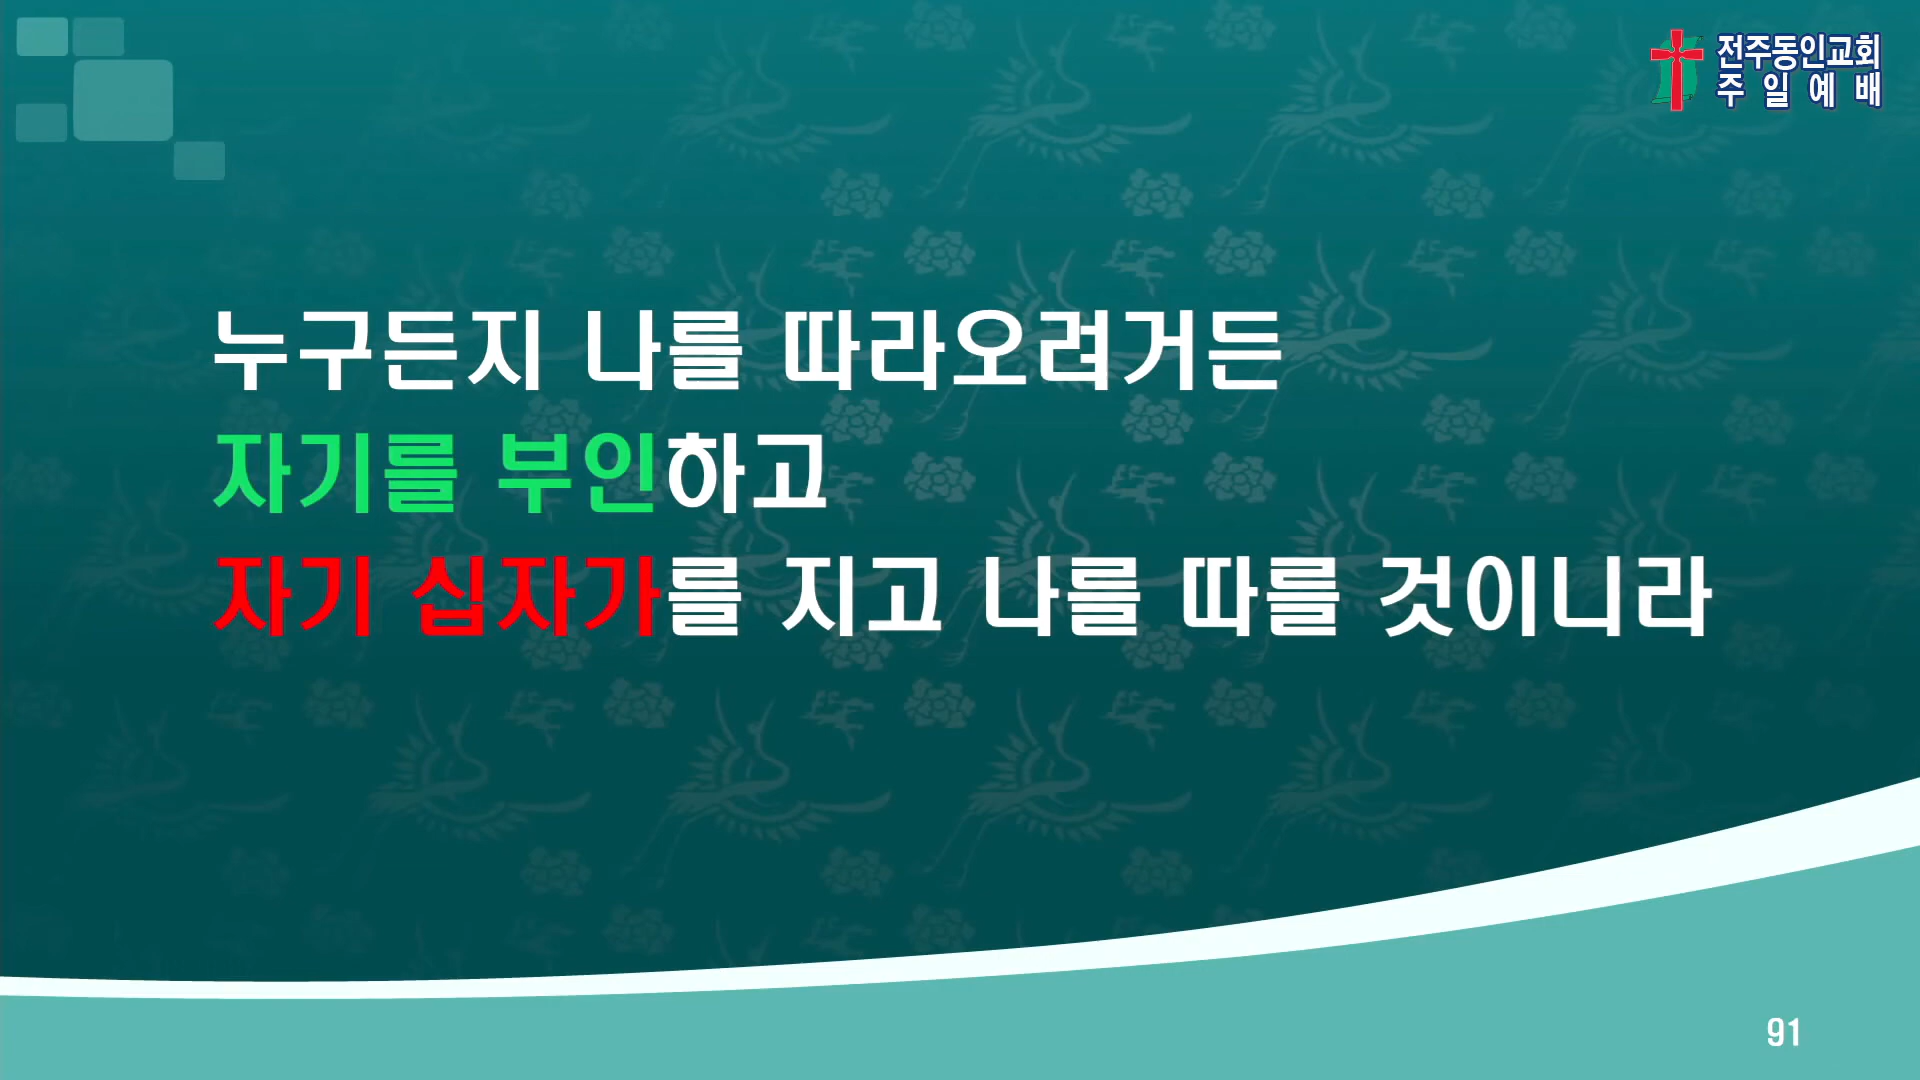 전주동인교회
주 일 예 배
누구든지 나를 따라오려거든
자기를 부인하고
자기 십자가를 지고 나를 따를 것이니라
91